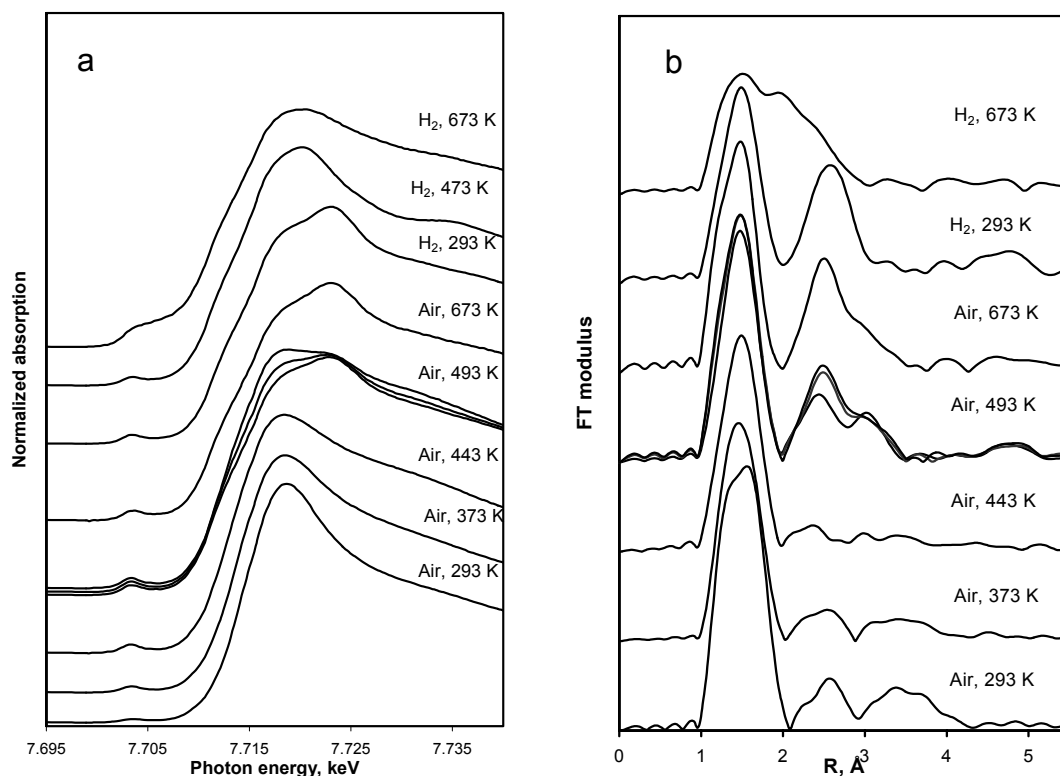 a
H₂, 673 K
H₂, 473 K
H₂, 293 K
Air, 673 K
Air, 493 K
Air, 443 K
Air, 373 K
Air, 293 K
Normalized absorption
7.695 7.705 7.715 7.725 7.735
Photon energy, keV
b
H₂, 673 K
H₂, 293 K
Air, 673 K
Air, 493 K
Air, 443 K
Air, 373 K
Air, 293 K
FT modulus
0 1 2 3 4 5
R, Å